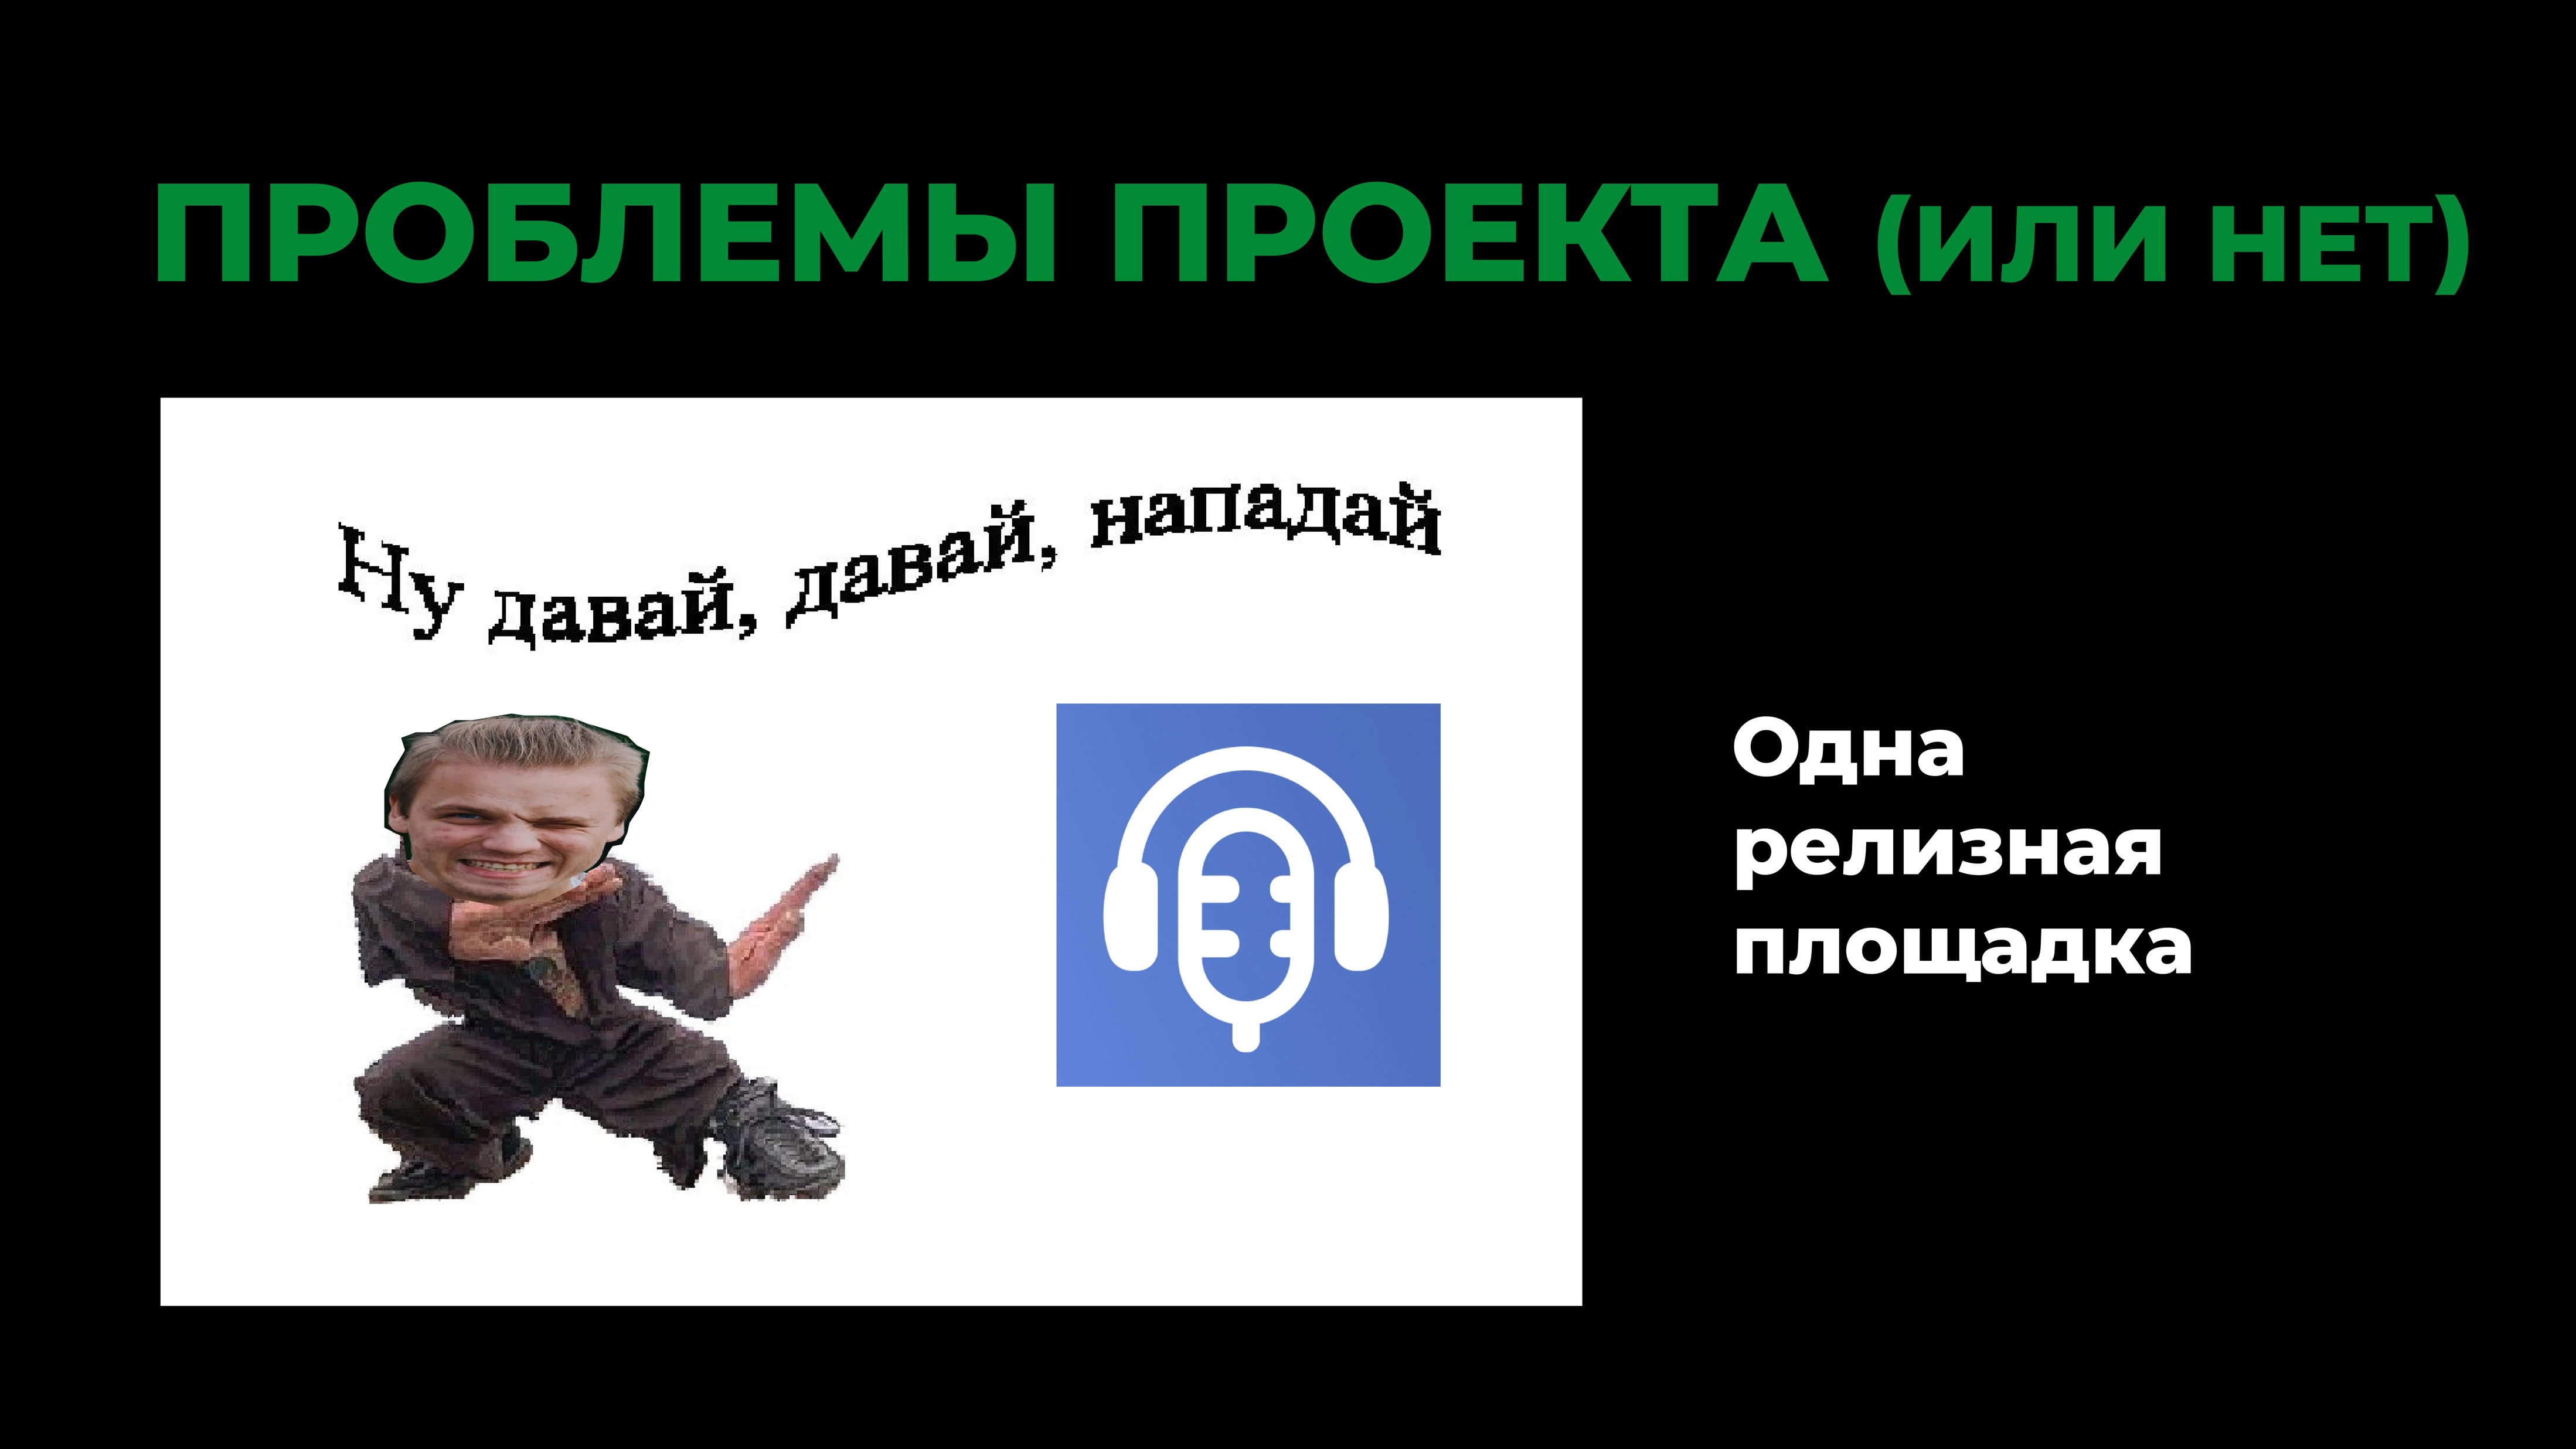 ПРОБЛЕМЫ ПРОЕКТА (ИЛИ НЕТ)
Ну давай, давай, нападай
Одна
релизная
площадка